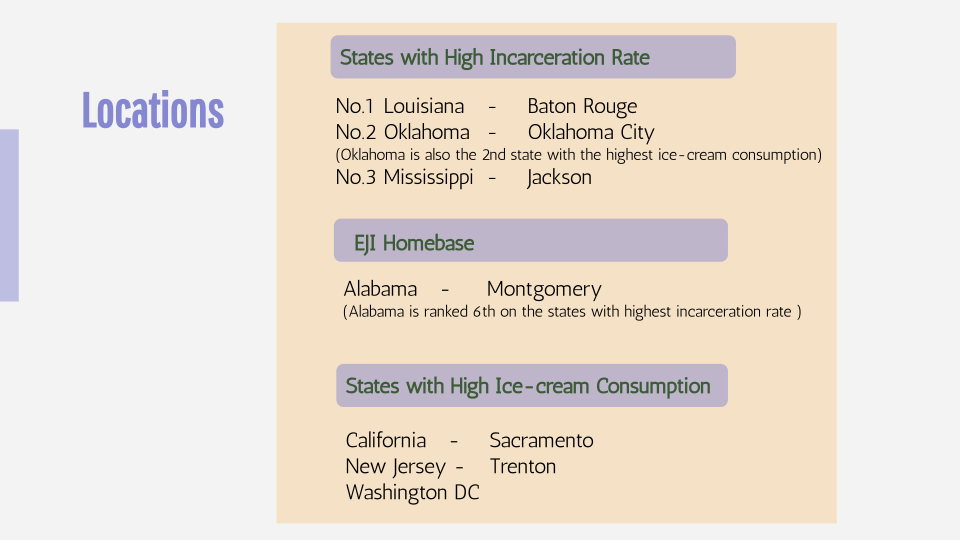 Locations
States with High Incarceration Rate
No.1 Louisiana - Baton Rouge
No.2 Oklahoma - Oklahoma City
(Oklahoma is also the 2nd state with the highest ice-cream consumption)
No.3 Mississippi - Jackson
EJI Homebase
Alabama - Montgomery
(Alabama is ranked 6th on the states with highest incarceration rate )
States with High Ice-cream Consumption
California - Sacramento
New Jersey - Trenton
Washington DC